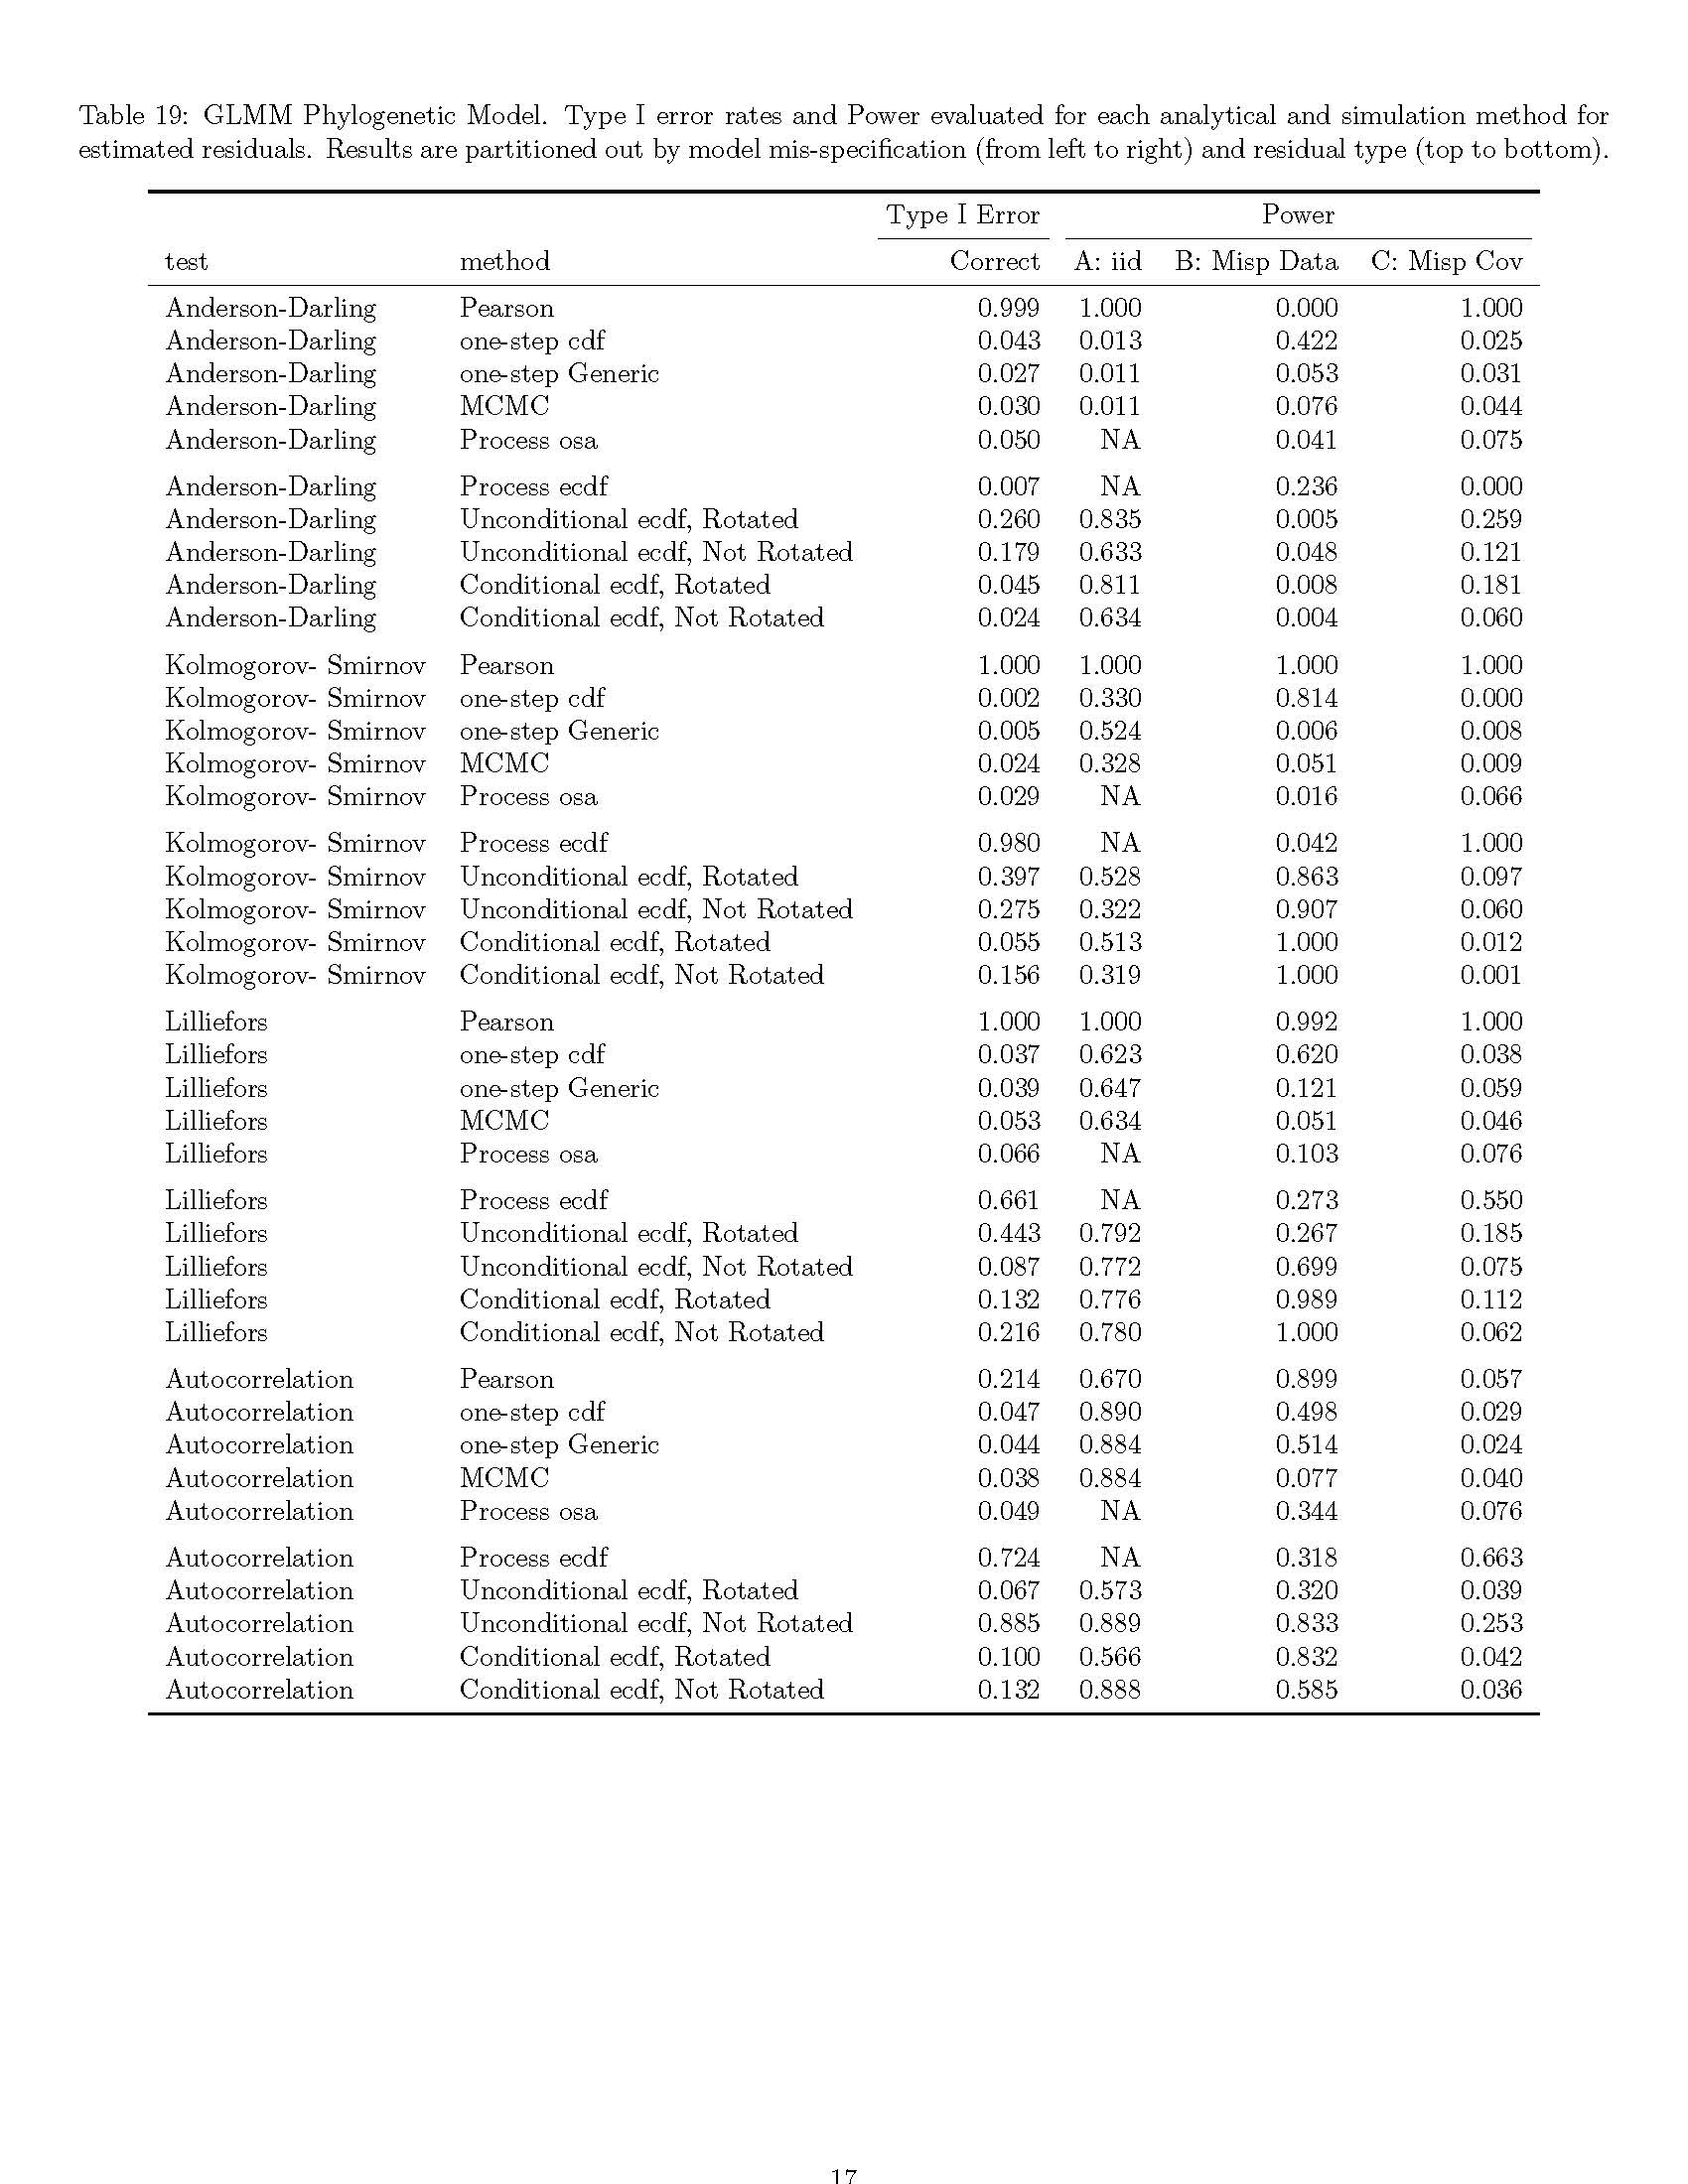 Table 19: GLMM Phylogenetic Model. Type I error rates and Power evaluated for each analytical and simulation method for
estimated residuals. Results are partitioned out by model mis-specification (from left to right) and residual type (top to bottom).
Type I Error Power
test method Correct A: iid B: Misp Data C: Misp Cov
Anderson-Darling Pearson 0.999 1.000 0.000 1.000
Anderson-Darling one-step cdf 0.043 0.013 0.422 0.025
Anderson-Darling one-step Generic 0.027 0.011 0.053 0.031
Anderson-Darling MCMC 0.030 0.011 0.076 0.044
Anderson-Darling Process osa 0.050 NA 0.041 0.075
Anderson-Darling Process ecdf 0.007 NA 0.236 0.000
Anderson-Darling Unconditional ecdf, Rotated 0.260 0.835 0.005 0.259
Anderson-Darling Unconditional ecdf, Not Rotated 0.179 0.633 0.048 0.121
Anderson-Darling Conditional ecdf, Rotated 0.045 0.811 0.008 0.181
Anderson-Darling Conditional ecdf, Not Rotated 0.024 0.634 0.004 0.060
Kolmogorov- Smirnov Pearson 1.000 1.000 1.000 1.000
Kolmogorov- Smirnov one-step cdf 0.002 0.330 0.814 0.000
Kolmogorov- Smirnov one-step Generic 0.005 0.524 0.006 0.008
Kolmogorov- Smirnov MCMC 0.024 0.328 0.051 0.009
Kolmogorov- Smirnov Process osa 0.029 NA 0.016 0.066
Kolmogorov- Smirnov Process ecdf 0.980 NA 0.042 1.000
Kolmogorov- Smirnov Unconditional ecdf, Rotated 0.397 0.528 0.863 0.097
Kolmogorov- Smirnov Unconditional ecdf, Not Rotated 0.275 0.322 0.907 0.060
Kolmogorov- Smirnov Conditional ecdf, Rotated 0.055 0.513 1.000 0.012
Kolmogorov- Smirnov Conditional ecdf, Not Rotated 0.156 0.319 1.000 0.001
Lilliefors Pearson 1.000 1.000 0.992 1.000
Lilliefors one-step cdf 0.037 0.623 0.620 0.038
Lilliefors one-step Generic 0.039 0.647 0.121 0.059
Lilliefors MCMC 0.053 0.634 0.051 0.046
Lilliefors Process osa 0.066 NA 0.103 0.076
Lilliefors Process ecdf 0.661 NA 0.273 0.550
Lilliefors Unconditional ecdf, Rotated 0.443 0.792 0.267 0.185
Lilliefors Unconditional ecdf, Not Rotated 0.087 0.772 0.699 0.075
Lilliefors Conditional ecdf, Rotated 0.132 0.776 0.989 0.112
Lilliefors Conditional ecdf, Not Rotated 0.216 0.780 1.000 0.062
Autocorrelation Pearson 0.214 0.670 0.899 0.057
Autocorrelation one-step cdf 0.047 0.890 0.498 0.029
Autocorrelation one-step Generic 0.044 0.884 0.514 0.024
Autocorrelation MCMC 0.038 0.884 0.077 0.040
Autocorrelation Process osa 0.049 NA 0.344 0.076
Autocorrelation Process ecdf 0.724 NA 0.318 0.663
Autocorrelation Unconditional ecdf, Rotated 0.067 0.573 0.320 0.039
Autocorrelation Unconditional ecdf, Not Rotated 0.885 0.889 0.833 0.253
Autocorrelation Conditional ecdf, Rotated 0.100 0.566 0.832 0.042
Autocorrelation Conditional ecdf, Not Rotated 0.132 0.888 0.585 0.036
17